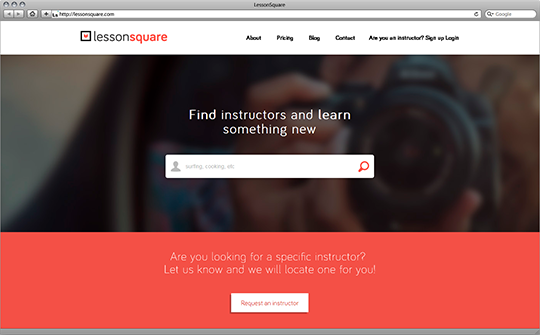 LessonSquare
http://lessonsquare.com
Google
lessonsquare
About Pricing Blog Contact Are you an instructor? Sign up Login
Find instructors and learn
something new
surfing, cooking, etc
Are you looking for a specific instructor?
Let us know and we will locate one for you!
Request an instructor